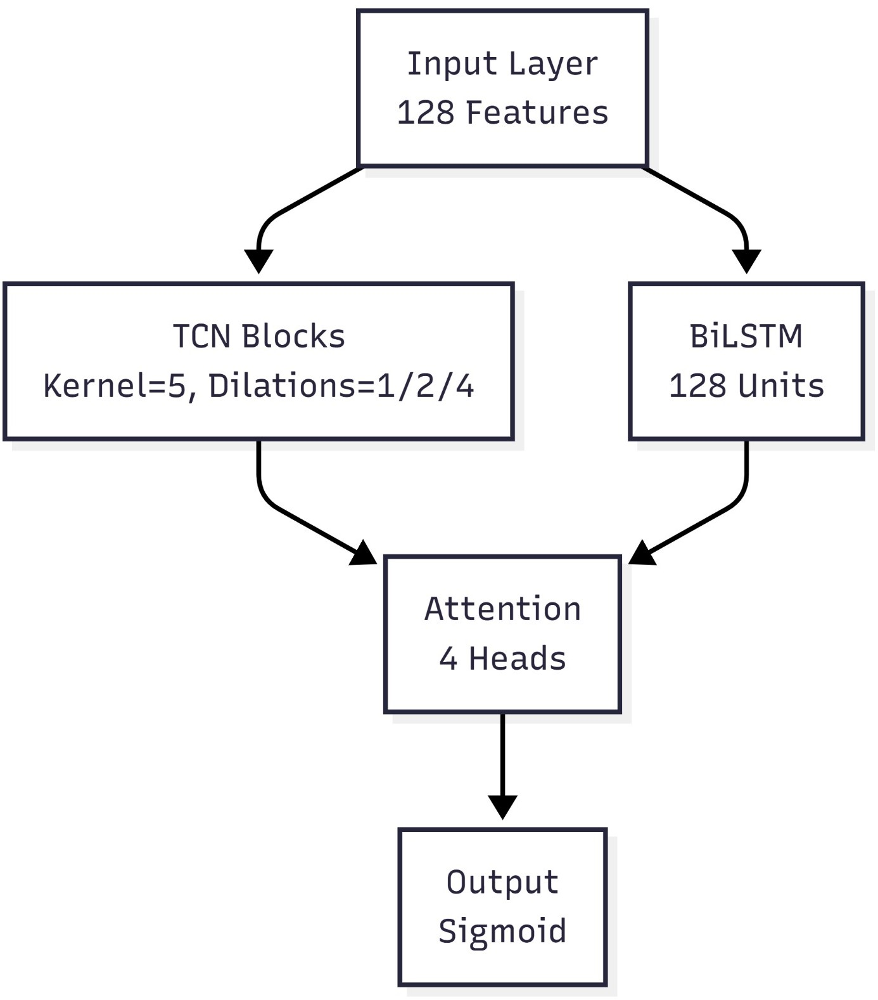 Input Layer
128 Features
TCN Blocks
Kernel=5, Dilations=1/2/4
BiLSTM
128 Units
Attention
4 Heads
Output
Sigmoid